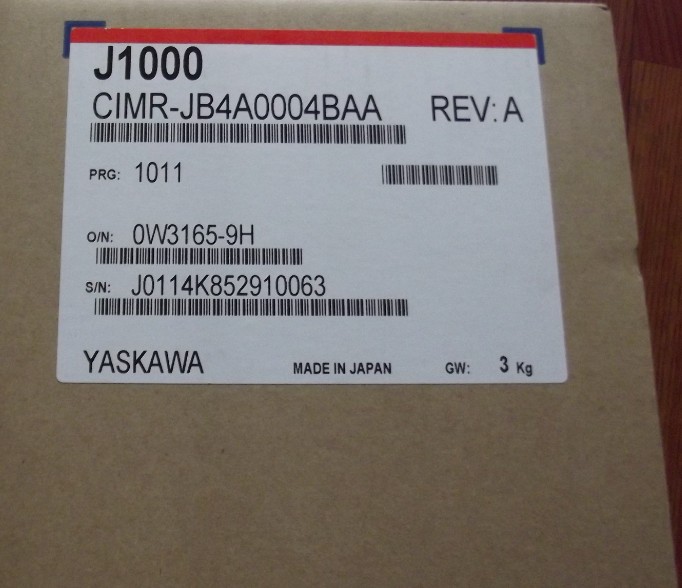 J1000
CIMR-JB4A0004BAA REV: A
PRG: 1011
O/N: 0W3165-9H
S/N: J0114K852910063
YASKAWA MADE IN JAPAN GW: 3 Kg